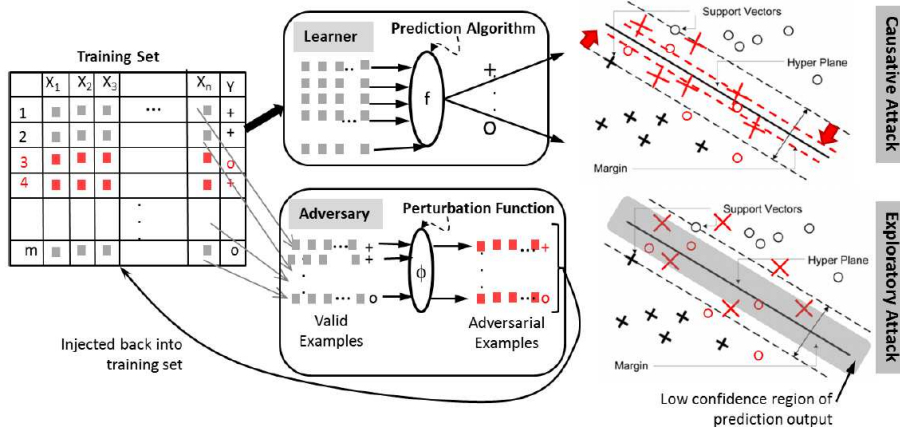 Training Set
X1 X2 X3 Xn Y
1 ... +
2 +
3 o
4 +
m o
Injected back into
training set
Learner
Prediction Algorithm
...
...
f
+
O
Adversary
Perturbation Function
... + ... +
... +
ϕ
... o ... o
Valid
Examples
Adversarial
Examples
Support Vectors
Hyper Plane
Margin
Causative Attack
Support Vectors
Hyper Plane
Margin
Exploratory Attack
Low confidence region of
prediction output